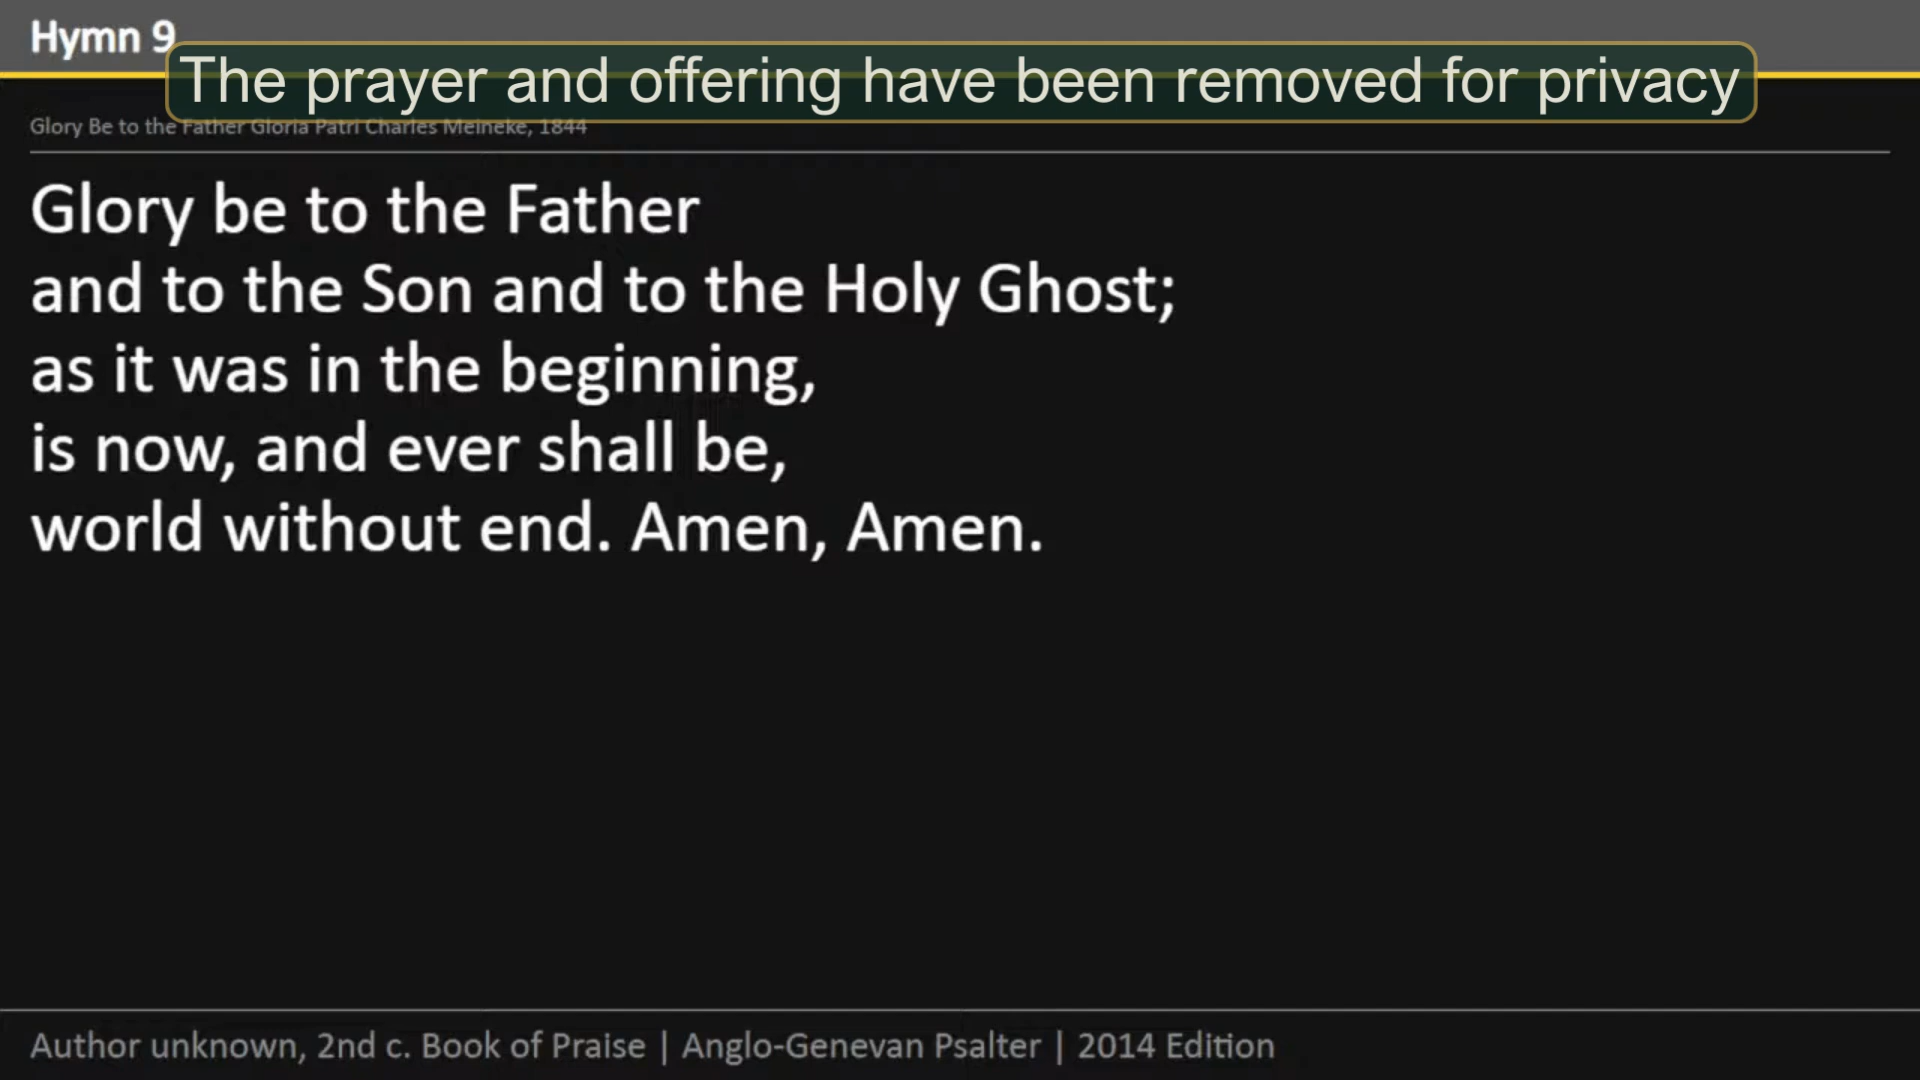 Hymn 9
The prayer and offering have been removed for privacy
Glory Be to the Father Gloria Patri Charles Meineke, 1844
Glory be to the Father
and to the Son and to the Holy Ghost;
as it was in the beginning,
is now, and ever shall be,
world without end. Amen, Amen.
Author unknown, 2nd c. Book of Praise | Anglo-Genevan Psalter | 2014 Edition